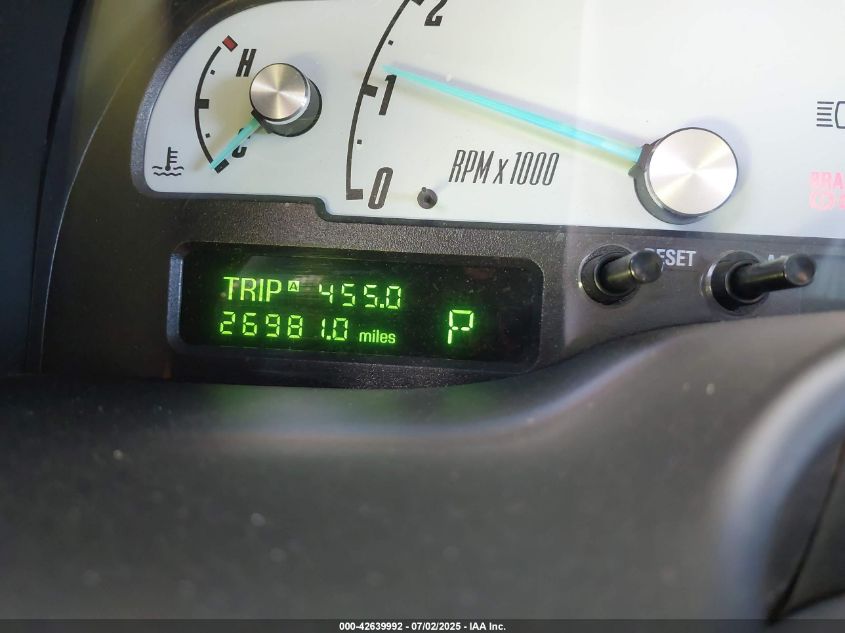 2
H
1
C
RPM x 1000
0
RESET
TRIP A 455.0
26981.0 miles P
000-42639992 - 07/02/2025 - IAA Inc.